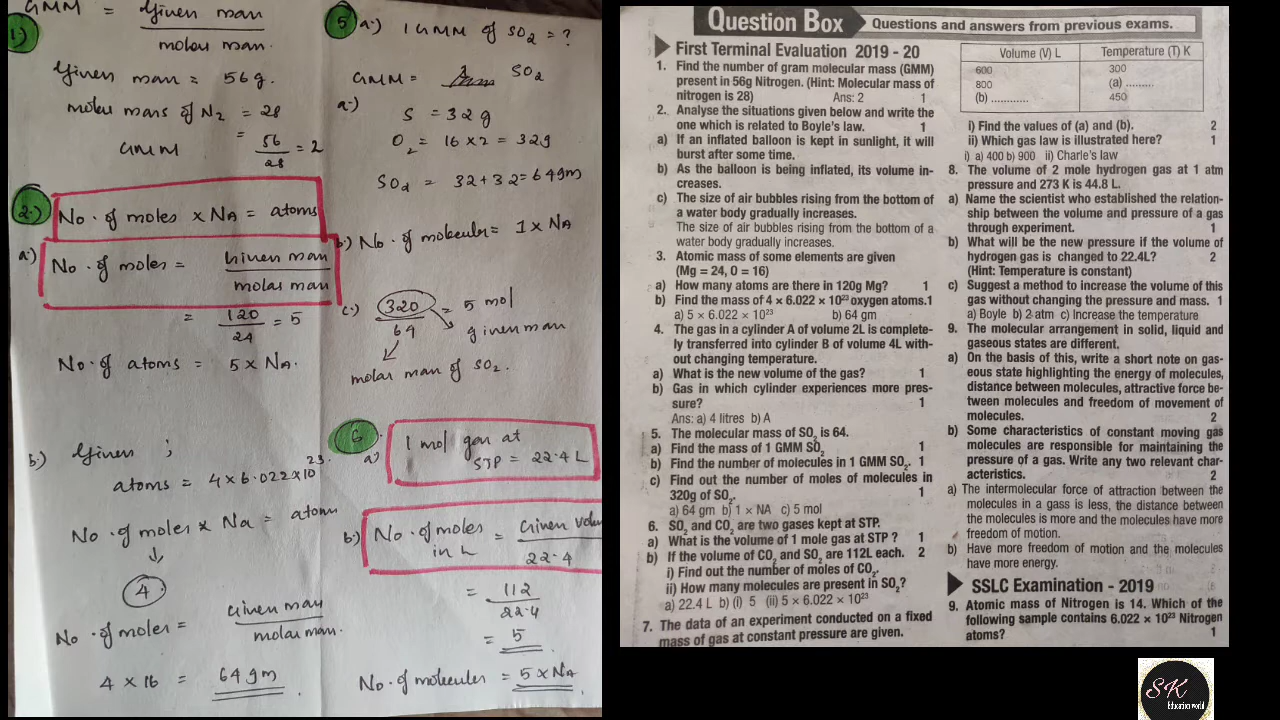 GMM = Given mass
molar mass.
1.)
Given mass = 56g.
molar mass of N2 = 28
GMM = 56
28 = 2
2.)
No. of moles × NA = atoms
a.)
No. of moles = Given mass
molar mass
= 120 = 5
24
No. of atoms = 5 × NA.
b.) Given ;
atoms = 4 × 6.022 × 10^23.
No. of moles × Na = atom
4
No. of moles = Given mass
molar mass.
4 × 16 = 64 gm.
5 a.) 1 GMM of SO2 = ?
GMM = SO2
a.) S = 32 g
O2 = 16 × 2 = 32g
SO2 = 32 + 32 = 64 gm
b.) No. of molecules = 1 × NA
c.) 320 = 5 mol
64 given mass
molar mass of SO2.
6
a.) 1 mol gas at
STP = 22.4 L
b.) No. of moles = Given volu
in L 22.4
= 112
22.4
= 5
No. of molecules = 5 × NA.
Question Box
Questions and answers from previous exams.
First Terminal Evaluation 2019 - 20
1. Find the number of gram molecular mass (GMM)
present in 56g Nitrogen. (Hint: Molecular mass of
nitrogen is 28) Ans: 2 1
2. Analyse the situations given below and write the
one which is related to Boyle's law. 1
a) If an inflated balloon is kept in sunlight, it will
burst after some time.
b) As the balloon is being inflated, its volume in-
creases.
c) The size of air bubbles rising from the bottom of
a water body gradually increases.
The size of air bubbles rising from the bottom of a
water body gradually increases.
3. Atomic mass of some elements are given
(Mg = 24, O = 16)
a) How many atoms are there in 120g Mg? 1
b) Find the mass of 4 × 6.022 × 10^23 oxygen atoms.1
a) 5 × 6.022 × 10^23 b) 64 gm
4. The gas in a cylinder A of volume 2L is complete-
ly transferred into cylinder B of volume 4L with-
out changing temperature.
a) What is the new volume of the gas? 1
b) Gas in which cylinder experiences more pres-
sure? 1
Ans: a) 4 litres b) A
5. The molecular mass of SO2 is 64.
a) Find the mass of 1 GMM SO2 1
b) Find the number of molecules in 1 GMM SO2. 1
c) Find out the number of moles of molecules in
320g of SO2. 1
a) 64 gm b) 1 × NA c) 5 mol
6. SO2 and CO2 are two gases kept at STP.
a) What is the volume of 1 mole gas at STP ? 1
b) If the volume of CO2 and SO2 are 112L each. 2
i) Find out the number of moles of CO2.
ii) How many molecules are present in SO2?
a) 22.4 L b) (i) 5 (ii) 5 × 6.022 × 10^23
7. The data of an experiment conducted on a fixed
mass of gas at constant pressure are given.
Volume (V) L Temperature (T) K
600 300
800 (a) .........
(b) ............ 450
i) Find the values of (a) and (b). 2
ii) Which gas law is illustrated here? 1
i) a) 400 b) 900 ii) Charle's law
8. The volume of 2 mole hydrogen gas at 1 atm
pressure and 273 K is 44.8 L.
a) Name the scientist who established the relation-
ship between the volume and pressure of a gas
through experiment. 1
b) What will be the new pressure if the volume of
hydrogen gas is changed to 22.4L? 2
(Hint: Temperature is constant)
c) Suggest a method to increase the volume of this
gas without changing the pressure and mass. 1
a) Boyle b) 2 atm c) Increase the temperature
9. The molecular arrangement in solid, liquid and
gaseous states are different.
a) On the basis of this, write a short note on gas-
eous state highlighting the energy of molecules,
distance between molecules, attractive force be-
tween molecules and freedom of movement of
molecules. 2
b) Some characteristics of constant moving gas
molecules are responsible for maintaining the
pressure of a gas. Write any two relevant char-
acteristics. 2
a) The intermolecular force of attraction between the
molecules in a gass is less, the distance between
the molecules is more and the molecules have more
freedom of motion.
b) Have more freedom of motion and the molecules
have more energy.
SSLC Examination - 2019
9. Atomic mass of Nitrogen is 14. Which of the
following sample contains 6.022 × 10^23 Nitrogen
atoms? 1
SK
Education world